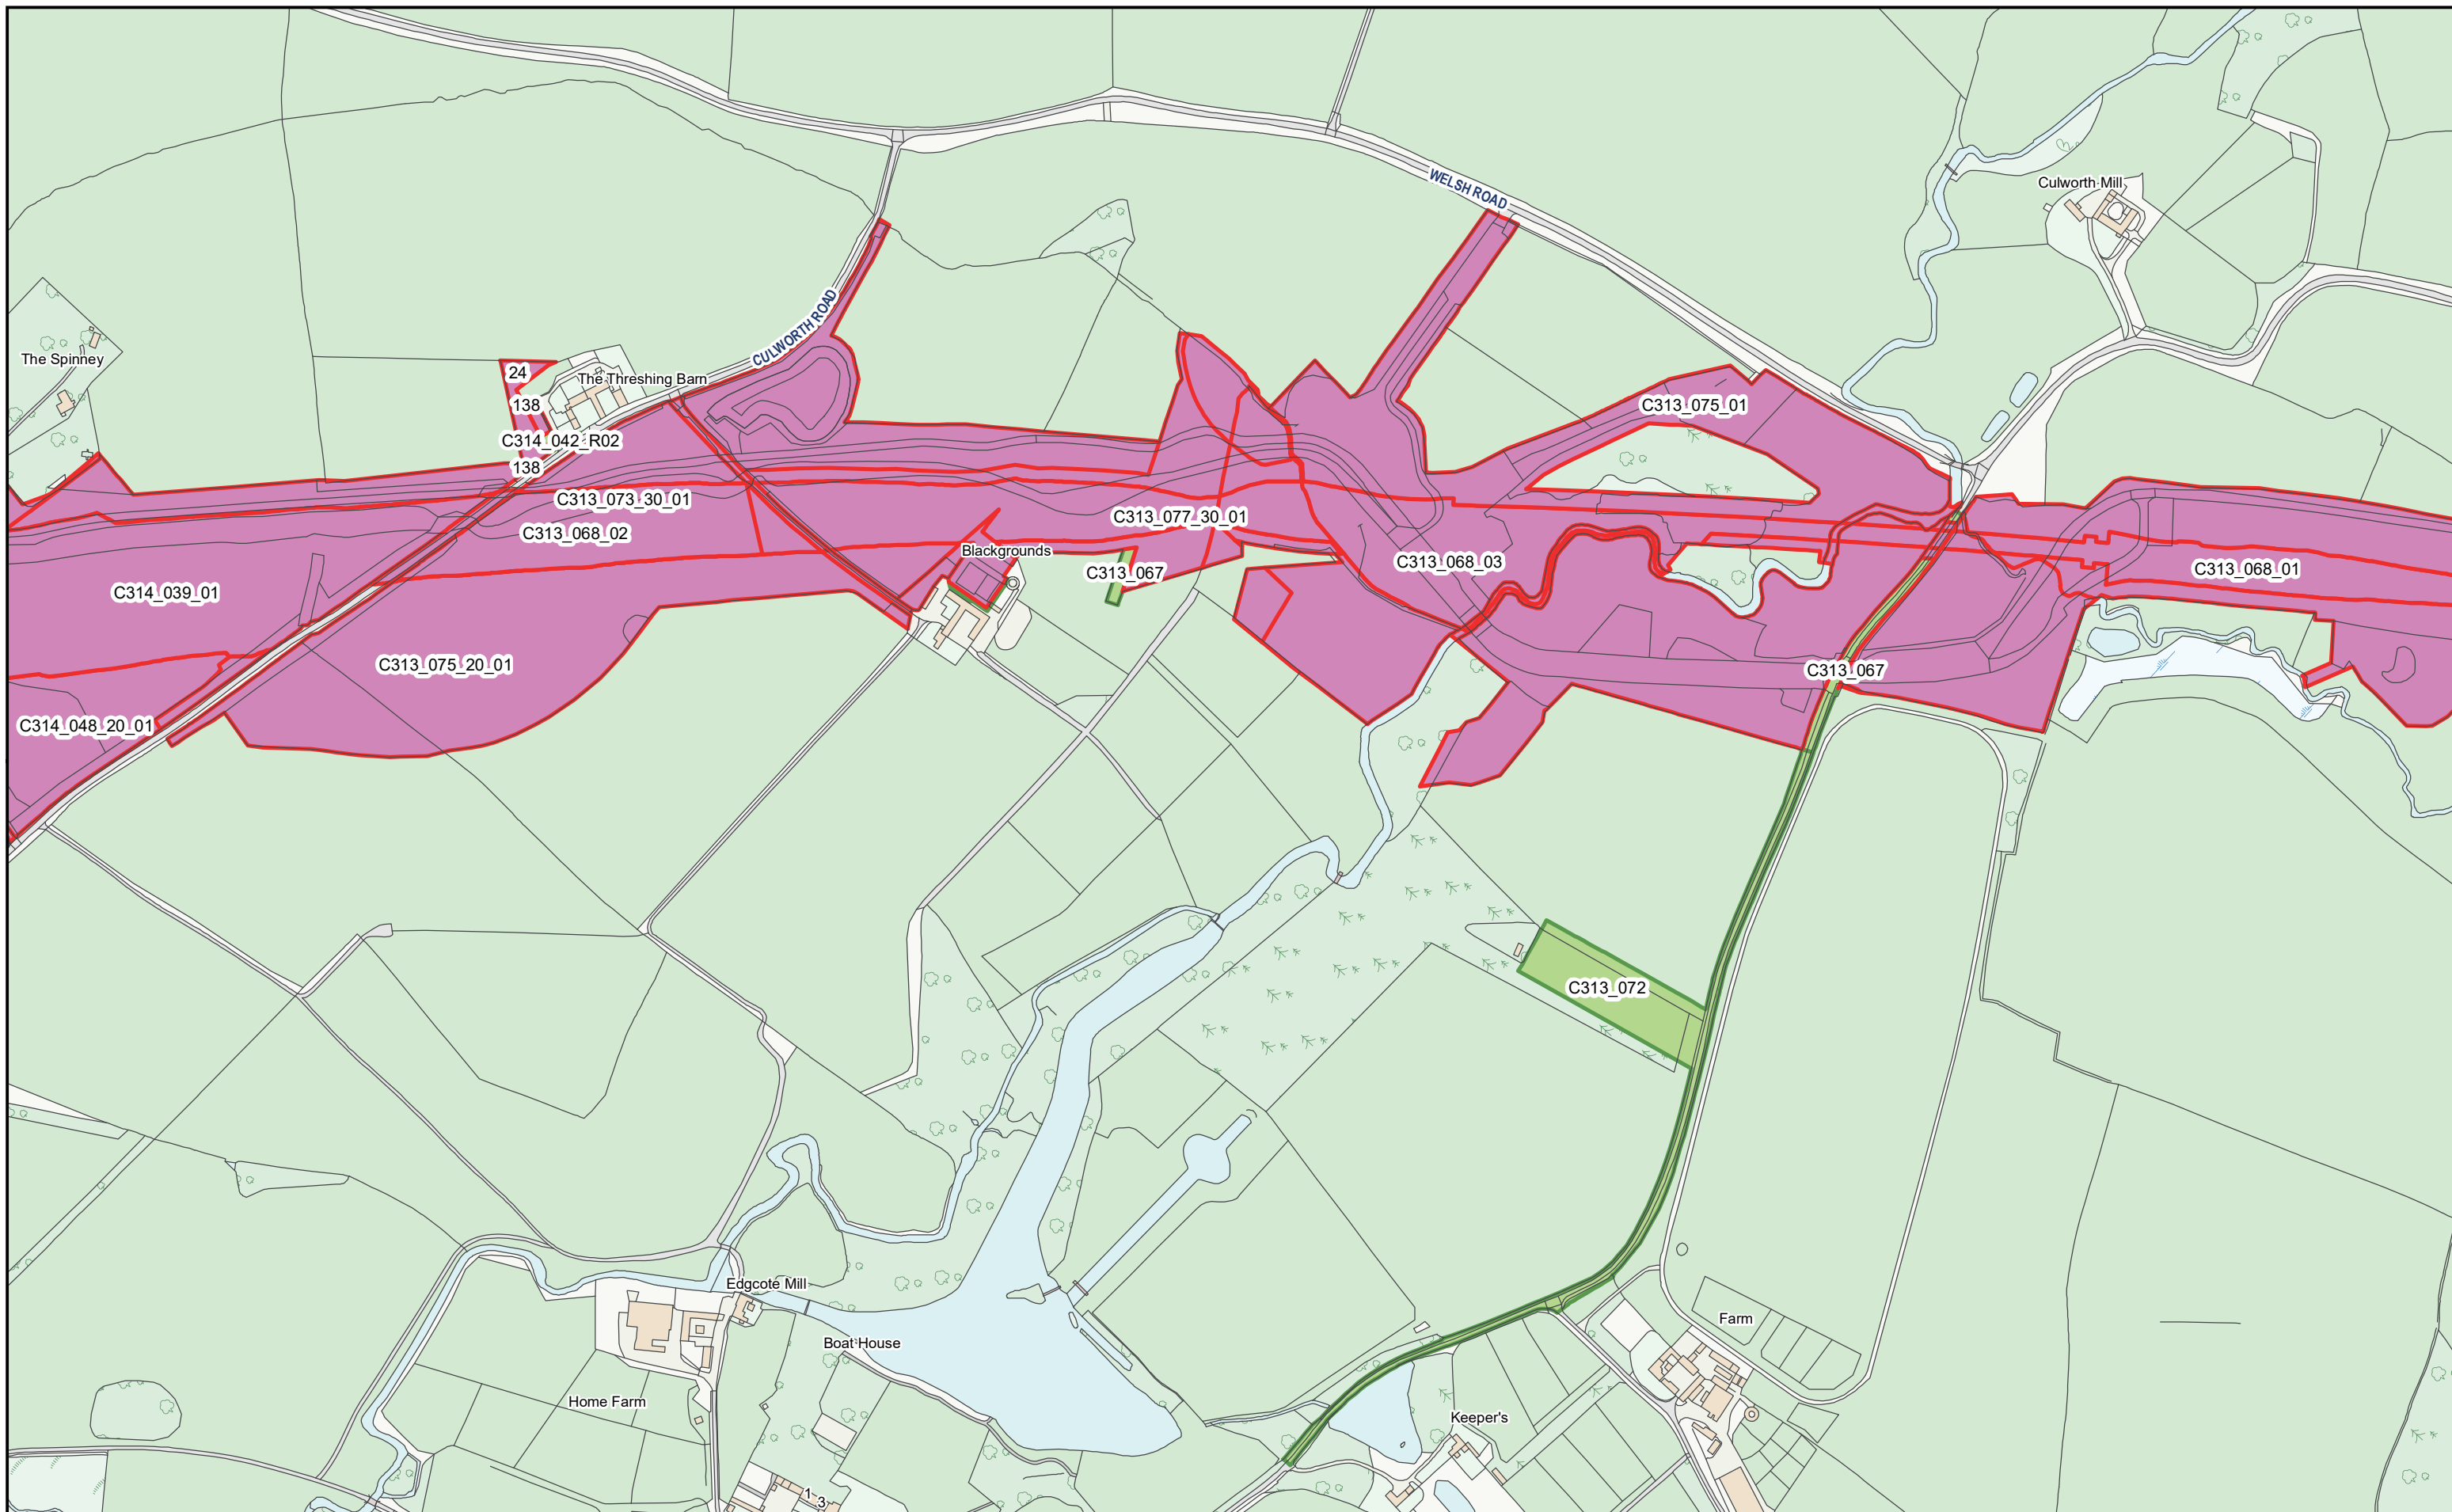 WELSH ROAD
Culworth Mill
CULWORTH ROAD
The Spinney
24
The Threshing Barn
138
C313_075_01
C314_042_R02
138
C313_073_30_01
C313_077_30_01
C313_068_02
Blackgrounds
C313_068_03
C313_068_01
C313_067
C314_039_01
C313_075_20_01
C313_067
C314_048_20_01
C313_072
Edgcote Mill
Farm
Boat House
Home Farm
Keeper's
1
3